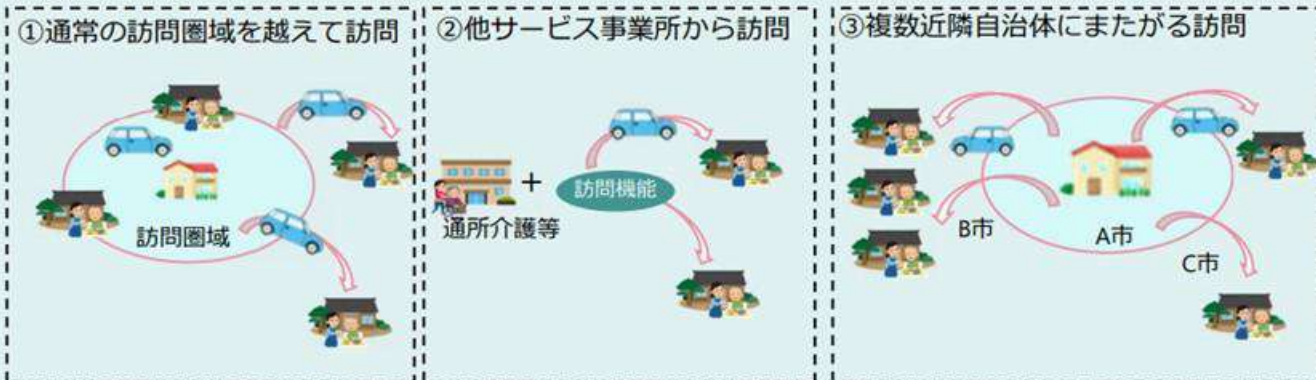 ①通常の訪問圏域を越えて訪問
訪問圏域
②他サービス事業所から訪問
+
訪問機能
通所介護等
③複数近隣自治体にまたがる訪問
B市
A市
C市